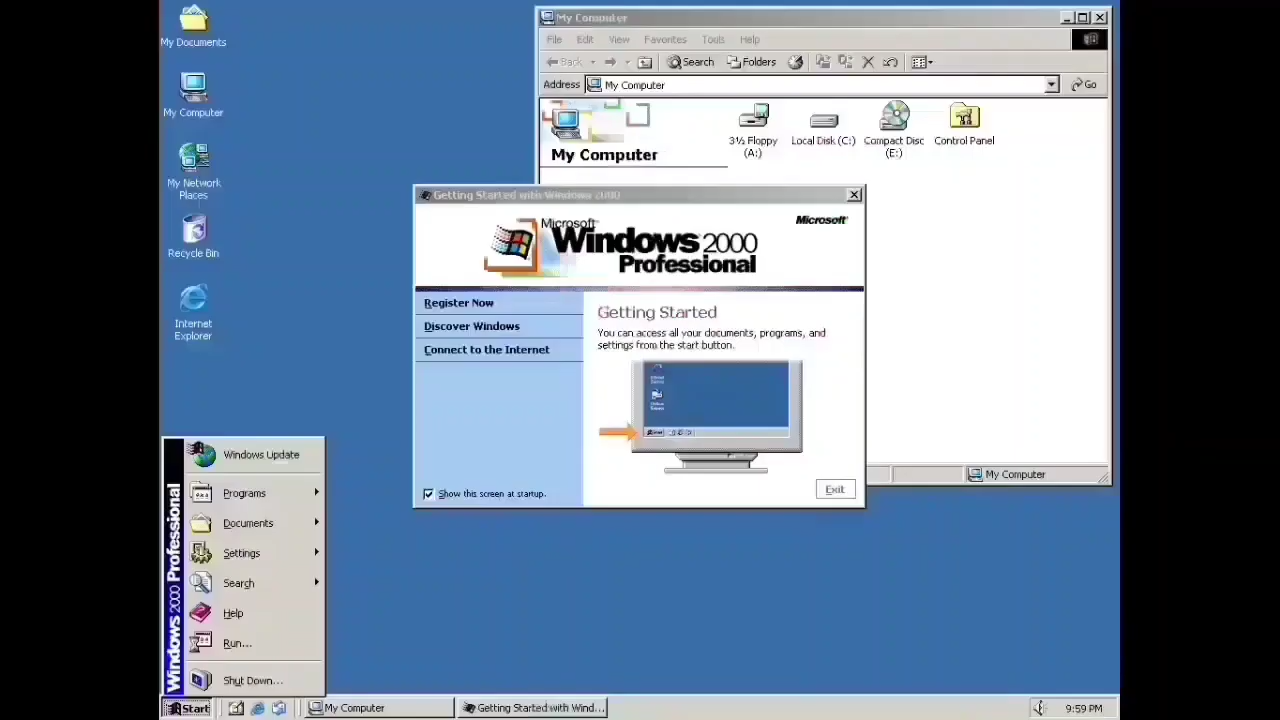 My Documents
My Computer
My Network
Places
Recycle Bin
Internet
Explorer
My Computer
File Edit View Favorites Tools Help
Back Search Folders
Address My Computer Go
My Computer
3½ Floppy
(A:)
Local Disk (C:)
Compact Disc
(E:)
Control Panel
My Computer
Getting Started with Windows 2000
Microsoft
Windows 2000
Professional
Microsoft
Register Now
Discover Windows
Connect to the Internet
Getting Started
You can access all your documents, programs, and
settings from the start button.
Show this screen at startup.
Exit
Windows 2000 Professional
Windows Update
Programs
Documents
Settings
Search
Help
Run...
Shut Down...
Start
My Computer
Getting Started with Wind...
9:59 PM